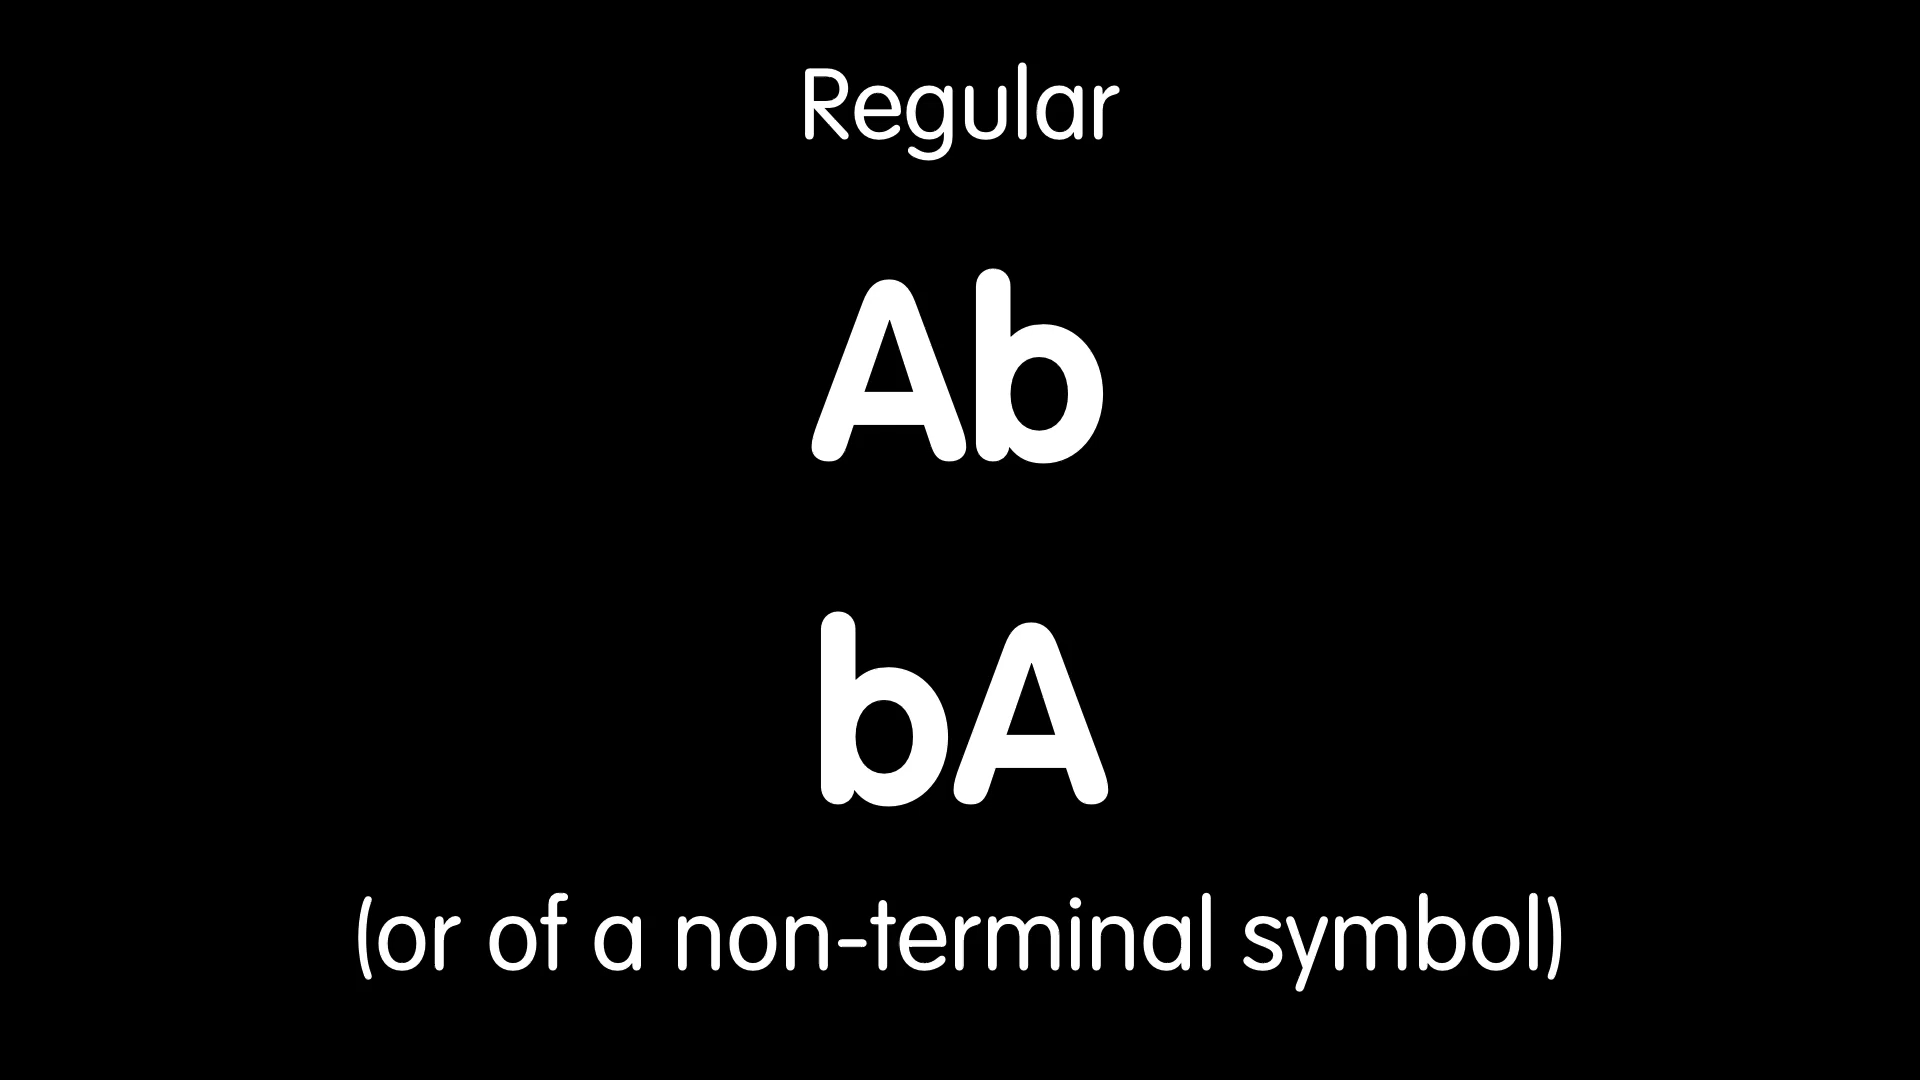 Regular
Ab
bA
(or of a non-terminal symbol)